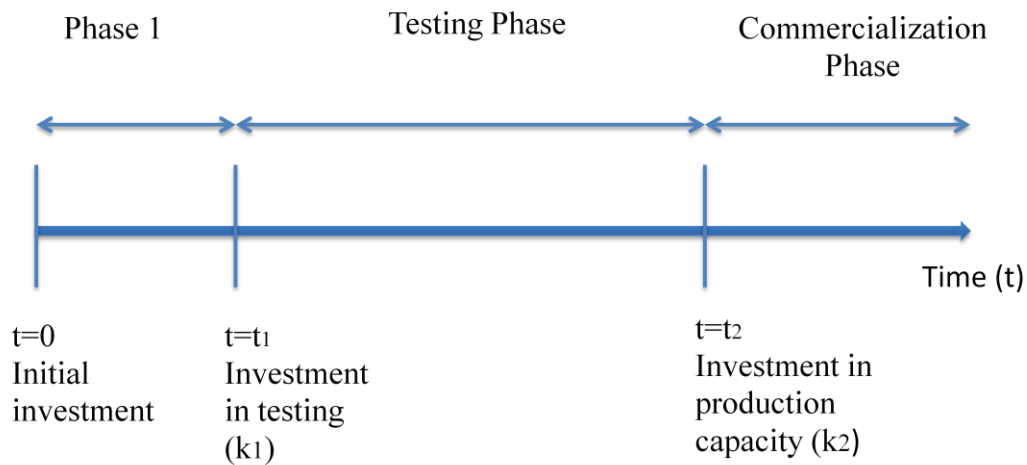 Phase 1
Testing Phase
Commercialization
Phase
Time (t)
t=0
Initial
investment
t=t1
Investment
in testing
(k1)
t=t2
Investment in
production
capacity (k2)